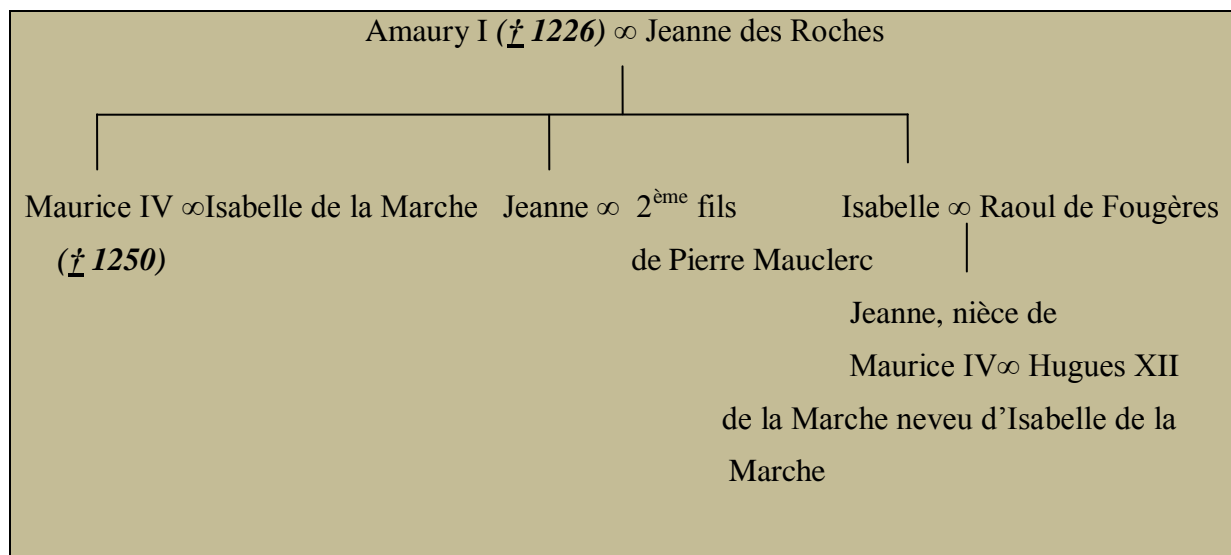 Amaury I († 1226) ∞ Jeanne des Roches
Maurice IV ∞Isabelle de la Marche Jeanne ∞ 2ème fils Isabelle ∞ Raoul de Fougères
(† 1250) de Pierre Mauclerc
Jeanne, nièce de
Maurice IV∞ Hugues XII
de la Marche neveu d’Isabelle de la
Marche